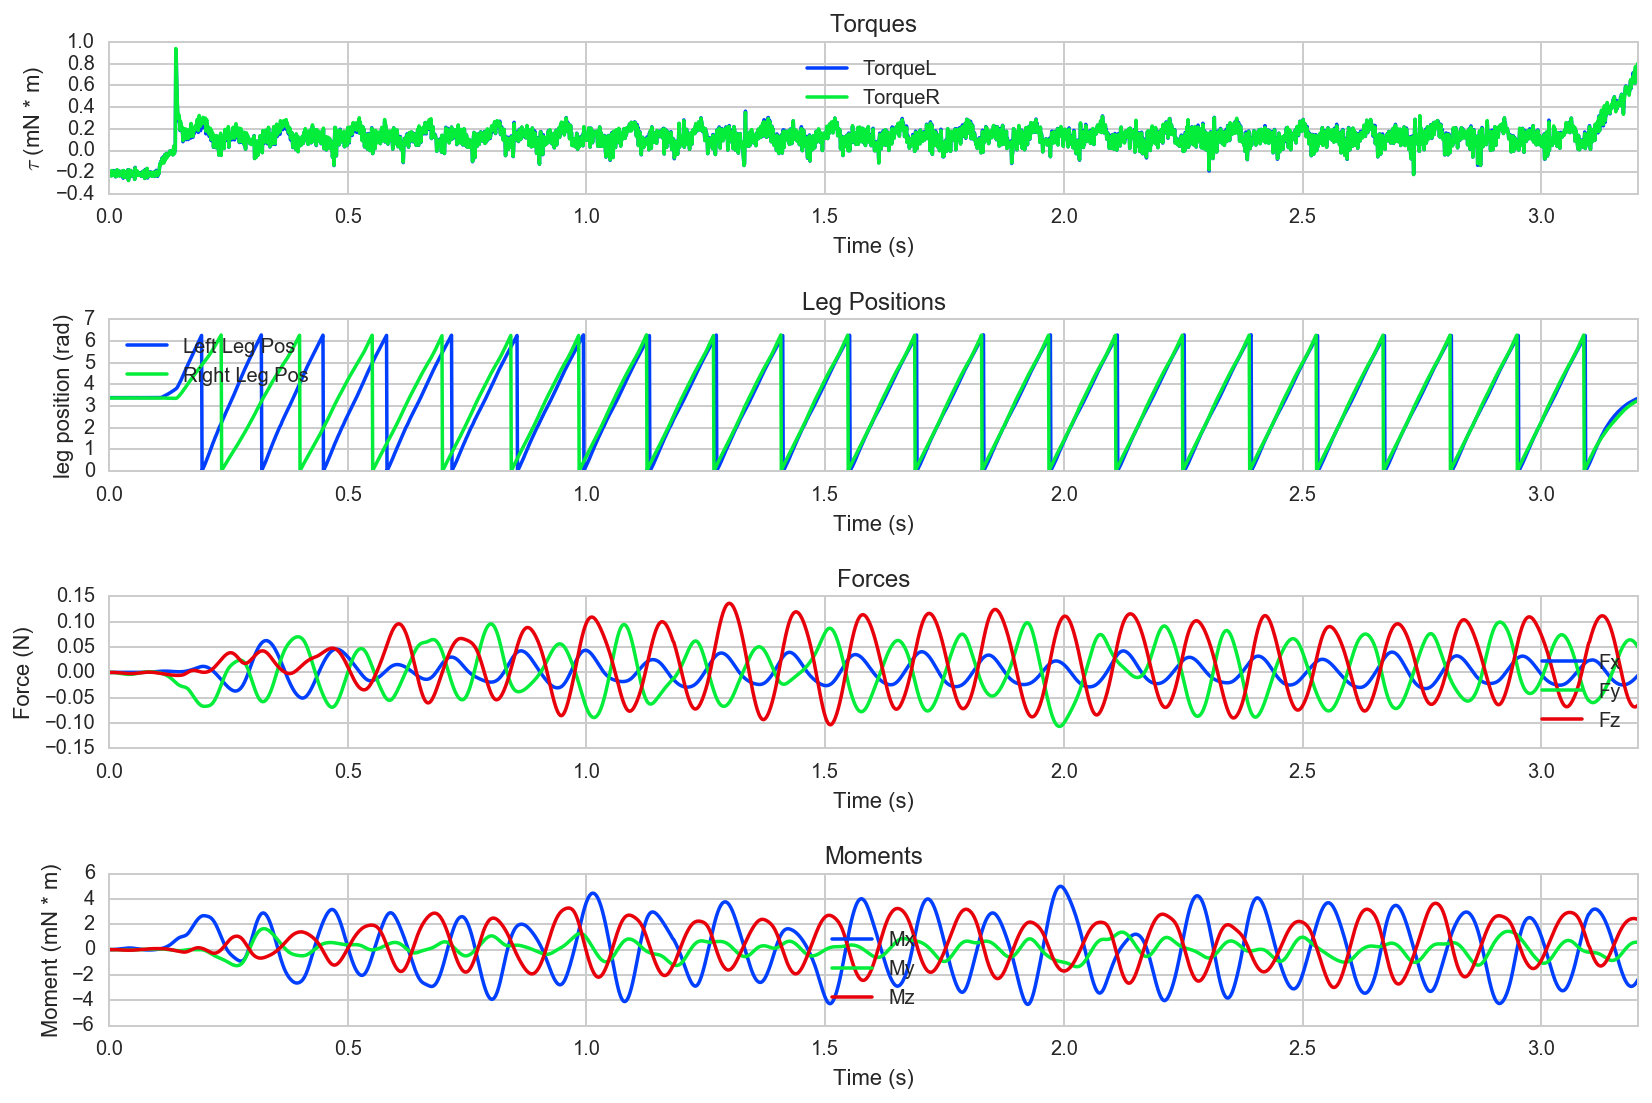 Torques
τ (mN * m)
1.0
0.8
0.6
0.4
0.2
0.0
−0.2
−0.4
TorqueL
TorqueR
0.0 0.5 1.0 1.5 2.0 2.5 3.0
Time (s)
Leg Positions
leg position (rad)
7
6
5
4
3
2
1
0
Left Leg Pos
Right Leg Pos
0.0 0.5 1.0 1.5 2.0 2.5 3.0
Time (s)
Forces
Force (N)
0.15
0.10
0.05
0.00
−0.05
−0.10
−0.15
Fx
Fy
Fz
0.0 0.5 1.0 1.5 2.0 2.5 3.0
Time (s)
Moments
Moment (mN * m)
6
4
2
0
−2
−4
−6
Mx
My
Mz
0.0 0.5 1.0 1.5 2.0 2.5 3.0
Time (s)